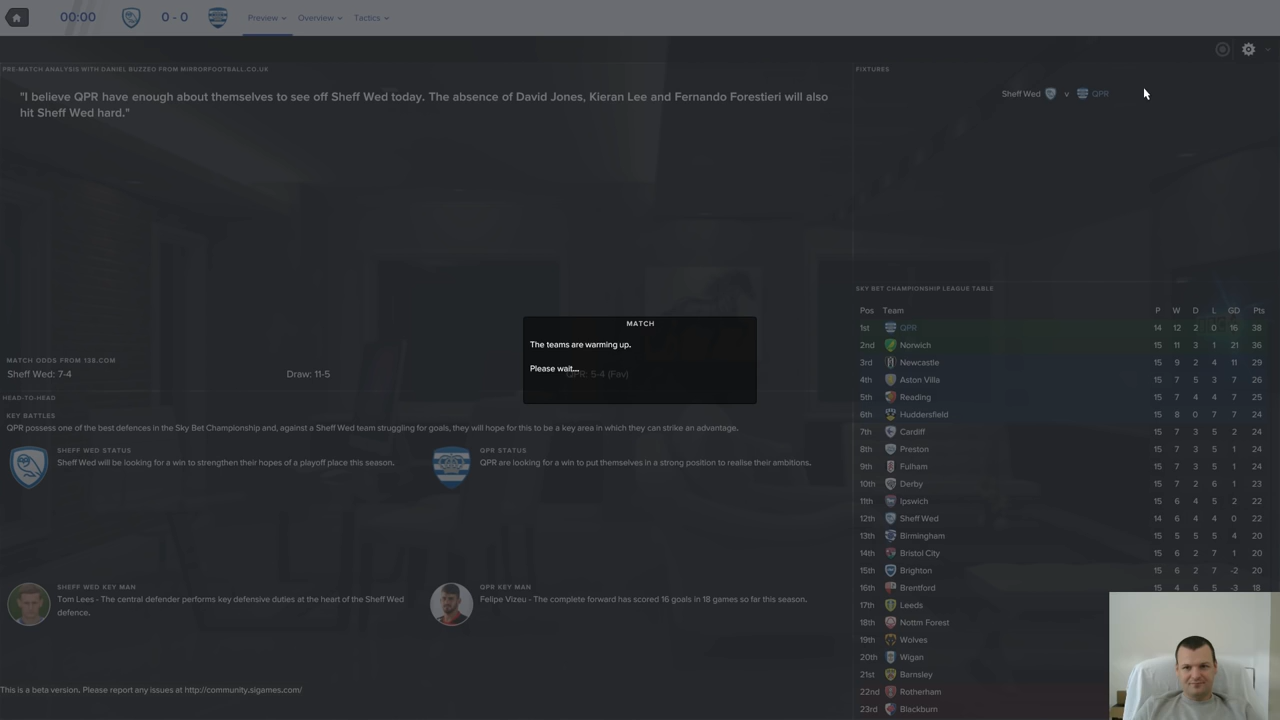 00:00
0 - 0
Preview
Overview
Tactics
PRE-MATCH ANALYSIS WITH DANIEL BUZZEO FROM MIRRORFOOTBALL.CO.UK
"I believe QPR have enough about themselves to see off Sheff Wed today. The absence of David Jones, Kieran Lee and Fernando Forestieri will also
hit Sheff Wed hard."
FIXTURES
Sheff Wed v QPR
MATCH
The teams are warming up.
Please wait...
MATCH ODDS FROM 138.COM
Sheff Wed: 7-4
Draw: 11-5
QPR: 5-4 (Fav)
HEAD-TO-HEAD
KEY BATTLES
QPR possess one of the best defences in the Sky Bet Championship and, against a Sheff Wed team struggling for goals, they will hope for this to be a key area in which they can strike an advantage.
SHEFF WED STATUS
Sheff Wed will be looking for a win to strengthen their hopes of a playoff place this season.
QPR STATUS
QPR are looking for a win to put themselves in a strong position to realise their ambitions.
SHEFF WED KEY MAN
Tom Lees - The central defender performs key defensive duties at the heart of the Sheff Wed
defence.
QPR KEY MAN
Felipe Vizeu - The complete forward has scored 16 goals in 18 games so far this season.
This is a beta version. Please report any issues at http://community.sigames.com/
SKY BET CHAMPIONSHIP LEAGUE TABLE
Pos Team P W D L GD Pts
1st QPR 14 12 2 0 16 38
2nd Norwich 15 11 3 1 21 36
3rd Newcastle 15 9 2 4 11 29
4th Aston Villa 15 7 5 3 7 26
5th Reading 15 7 4 4 7 25
6th Huddersfield 15 8 0 7 7 24
7th Cardiff 15 7 3 5 2 24
8th Preston 15 7 3 5 1 24
9th Fulham 15 7 3 5 1 24
10th Derby 15 7 2 6 1 23
11th Ipswich 15 6 4 5 2 22
12th Sheff Wed 14 6 4 4 0 22
13th Birmingham 15 5 5 5 4 20
14th Bristol City 15 6 2 7 1 20
15th Brighton 15 6 2 7 -2 20
16th Brentford 15 4 6 5 -3 18
17th Leeds
18th Nottm Forest
19th Wolves
20th Wigan
21st Barnsley
22nd Rotherham
23rd Blackburn